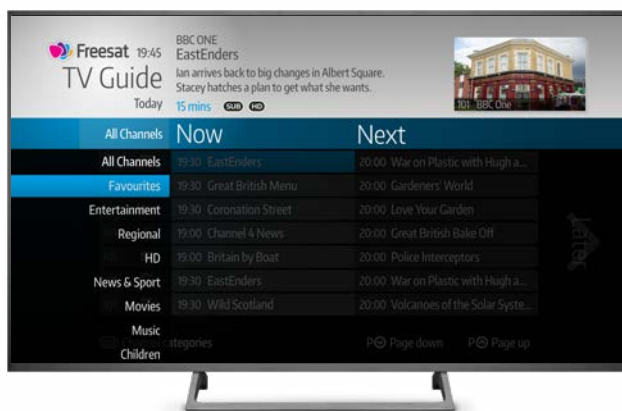 Freesat 19:45
TV Guide
Today
BBC ONE
EastEnders
Ian arrives back to big changes in Albert Square.
Stacey hatches a plan to get what she
wants.
15 mins SUB HD
101 BBC One
All Channels Now Next
All Channels 19:30 EastEnders 20:00 War on Plastic with Hugh a...
Favourites 19:30 Great British Menu 20:00 Gardeners' World
Entertainment 19:30 Coronation Street 20:00 Love Your Garden
Regional 19:00 Channel 4 News 20:00 Great British Bake Off
HD 19:00 Britain by Boat 20:00 Police Interceptors
News & Sport 19:30 EastEnders 20:00 War on Plastic with Hugh a...
Movies 19:30 Wild Scotland 20:00 Volcanoes of the Solar Syste...
Music
Children
Channel categories P Page down P Page up
Later